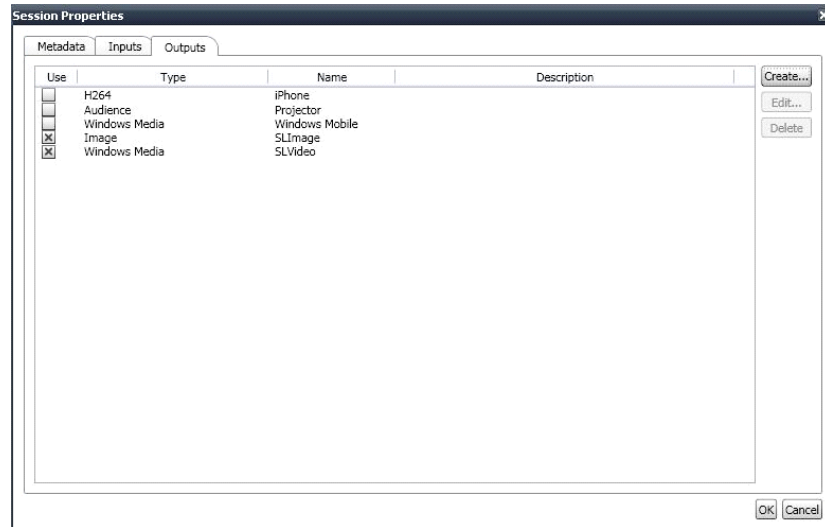 Session Properties
Metadata Inputs Outputs
Use Type Name Description
H264 iPhone
Audience Projector
Windows Media Windows Mobile
Image SLImage
Windows Media SLVideo
Create...
Edit...
Delete
OK Cancel